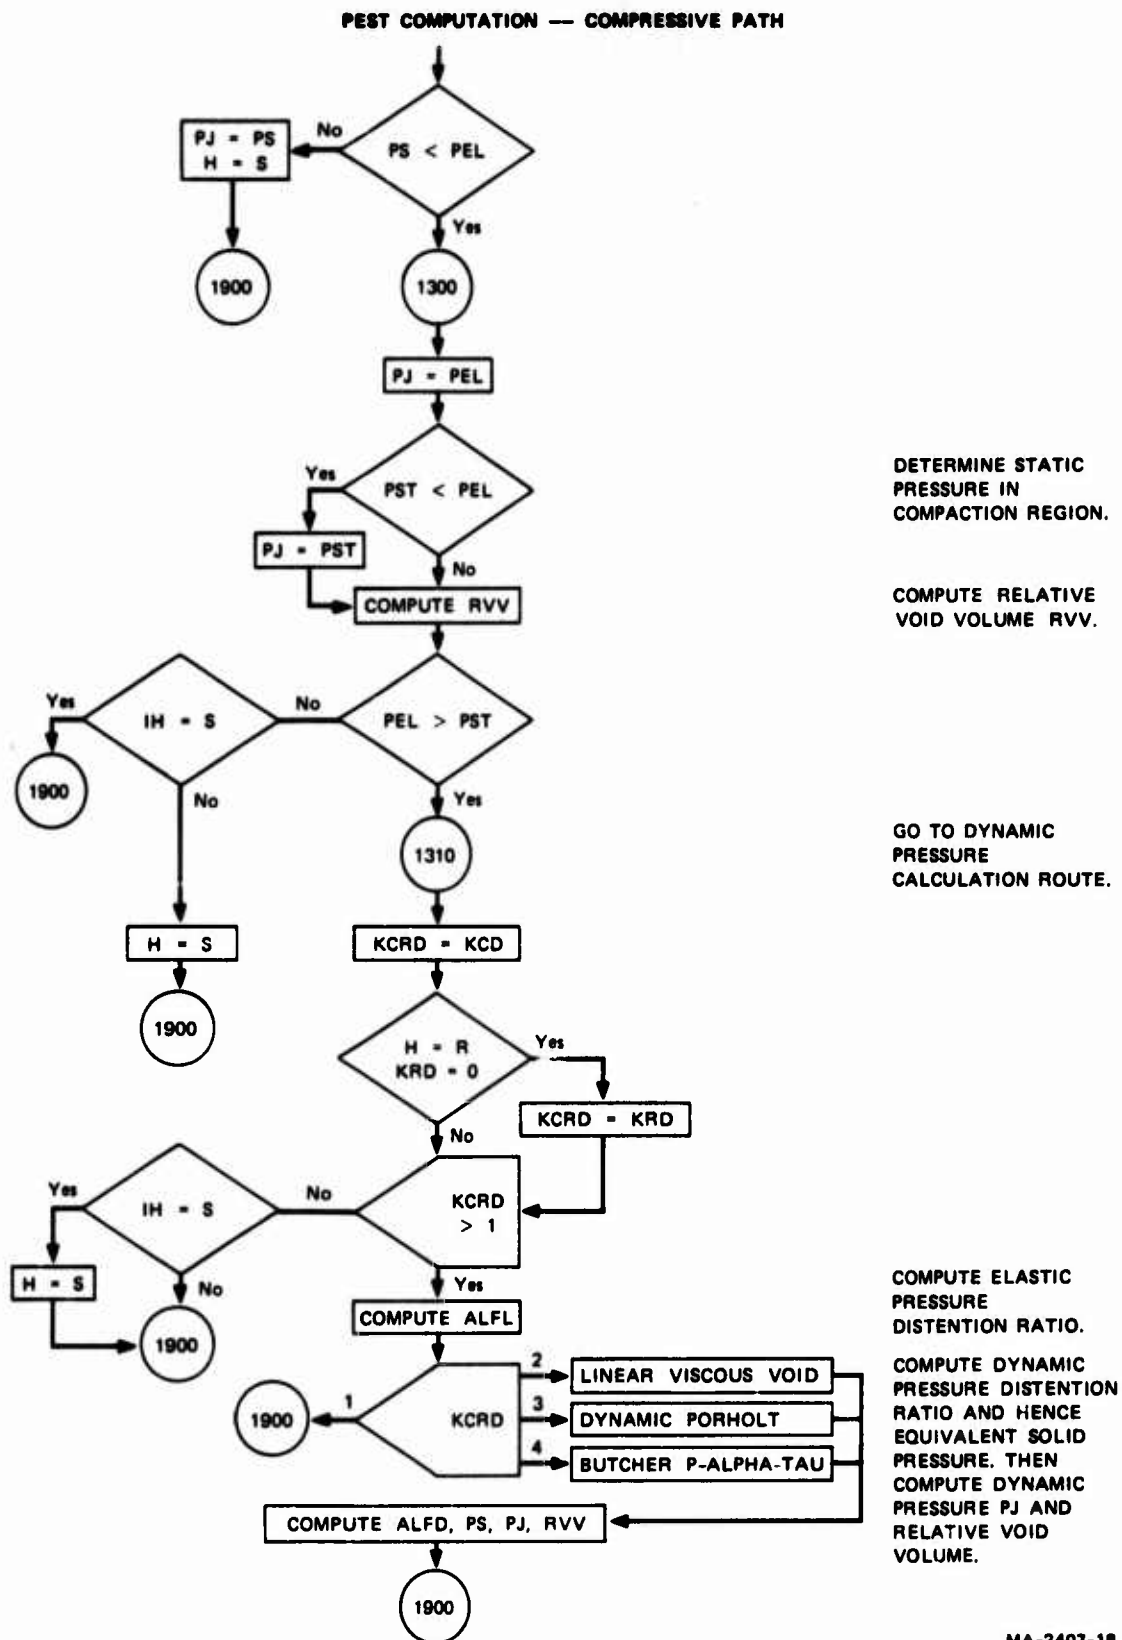 PEST COMPUTATION — COMPRESSIVE PATH
PS < PEL
No
PJ = PS
H = S
Yes
1900
1300
PJ = PEL
PST < PEL
Yes
PJ = PST
No
DETERMINE STATIC
PRESSURE IN
COMPACTION REGION.
COMPUTE RVV
COMPUTE RELATIVE
VOID VOLUME RVV.
PEL > PST
No
IH = S
Yes
1900
No
Yes
1310
GO TO DYNAMIC
PRESSURE
CALCULATION ROUTE.
H = S
1900
KCRD = KCD
H = R
KRD = 0
Yes
KCRD = KRD
No
KCRD
> 1
No
IH = S
Yes
H = S
No
1900
Yes
COMPUTE ALFL
COMPUTE ELASTIC
PRESSURE
DISTENTION RATIO.
KCRD
1
1900
2
LINEAR VISCOUS VOID
3
DYNAMIC PORHOLT
4
BUTCHER P-ALPHA-TAU
COMPUTE DYNAMIC
PRESSURE DISTENTION
RATIO AND HENCE
EQUIVALENT SOLID
PRESSURE. THEN
COMPUTE DYNAMIC
PRESSURE PJ AND
RELATIVE VOID
VOLUME.
COMPUTE ALFD, PS, PJ, RVV
1900